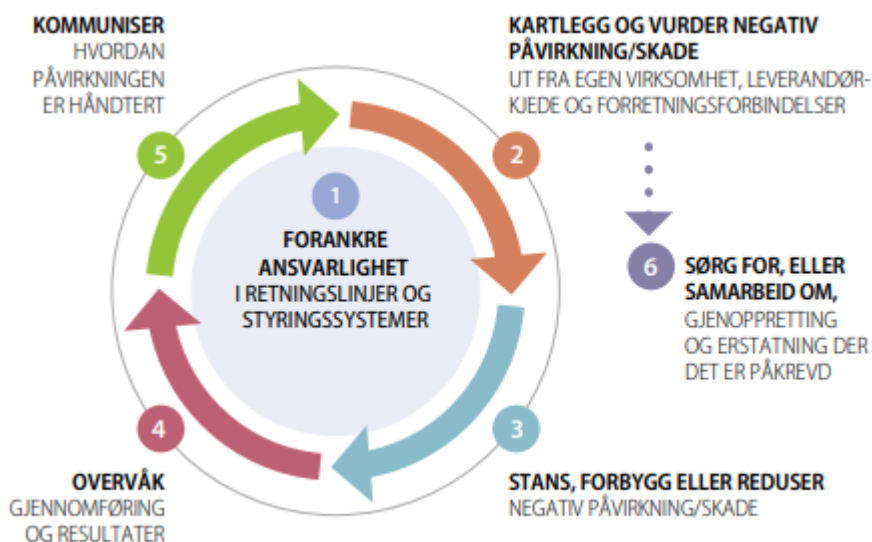 1
FORANKRE
ANSVARLIGHET
I RETNINGSLINJER OG
STYRINGSSYSTEMER
2
KARTLEGG OG VURDER NEGATIV
PÅVIRKNING/SKADE
UT FRA EGEN VIRKSOMHET, LEVERANDØR-
KJEDE OG FORRETNINGSFORBINDELSER
3
STANS, FORBYGG ELLER REDUSER
NEGATIV PÅVIRKNING/SKADE
4
OVERVÅK
GJENNOMFØRING
OG RESULTATER
5
KOMMUNISER
HVORDAN
PÅVIRKNINGEN
ER HÅNDTERT
6
SØRG FOR, ELLER
SAMARBEID OM,
GJENOPPRETTING
OG ERSTATNING DER
DET ER PÅKREVD